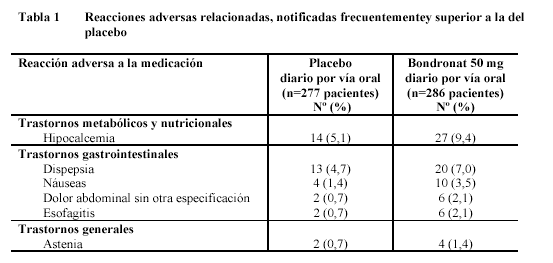 Tabla 1 Reacciones adversas relacionadas, notificadas frecuentementey superior a la del
placebo
Reacción adversa a la medicación Placebo Bondronat 50 mg
diario por vía oral diario por vía oral
(n=277 pacientes) (n=286 pacientes)
Nº (%) Nº (%)
Trastornos metabólicos y nutricionales
Hipocalcemia 14 (5,1) 27 (9,4)
Trastornos gastrointestinales
Dispepsia 13 (4,7) 20 (7,0)
Náuseas 4 (1,4) 10 (3,5)
Dolor abdominal sin otra especificación 2 (0,7) 6 (2,1)
Esofagitis 2 (0,7) 6 (2,1)
Trastornos generales
Astenia 2 (0,7) 4 (1,4)